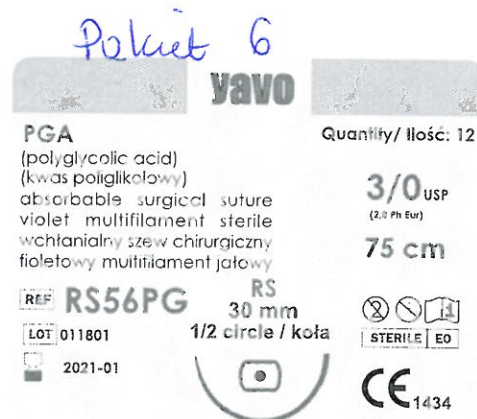 Pakiet 6
yavo
PGA
(polyglycolic acid)
(kwas poliglikolowy)
absorbable surgical suture
violet multifilament sterile
wchłanialny szew chirurgiczny
fioletowy multifilament jałowy
Quantity/ Ilość: 12
3/0 USP
(2,0 Ph Eur)
75 cm
REF RS56PG
LOT 011801
2021-01
RS
30 mm
1/2 circle / koła
STERILE EO
CE 1434